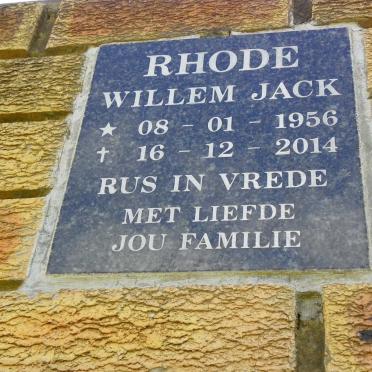 RHODE
WILLEM JACK
★ 08 - 01 - 1956
✝ 16 - 12 - 2014
RUS IN VREDE
MET LIEFDE
JOU FAMILIE